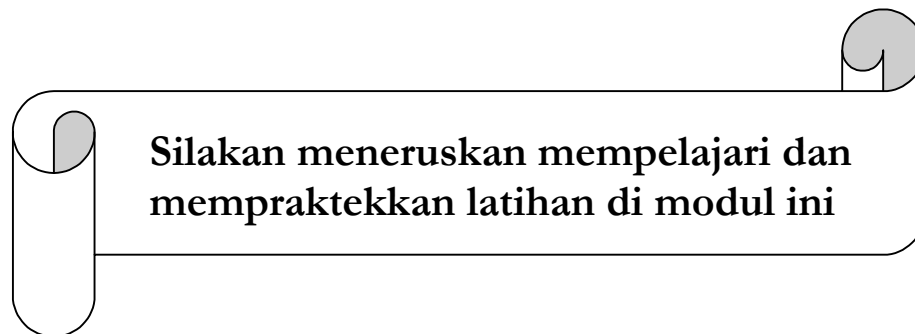 Silakan meneruskan mempelajari dan
mempraktekkan latihan di modul ini